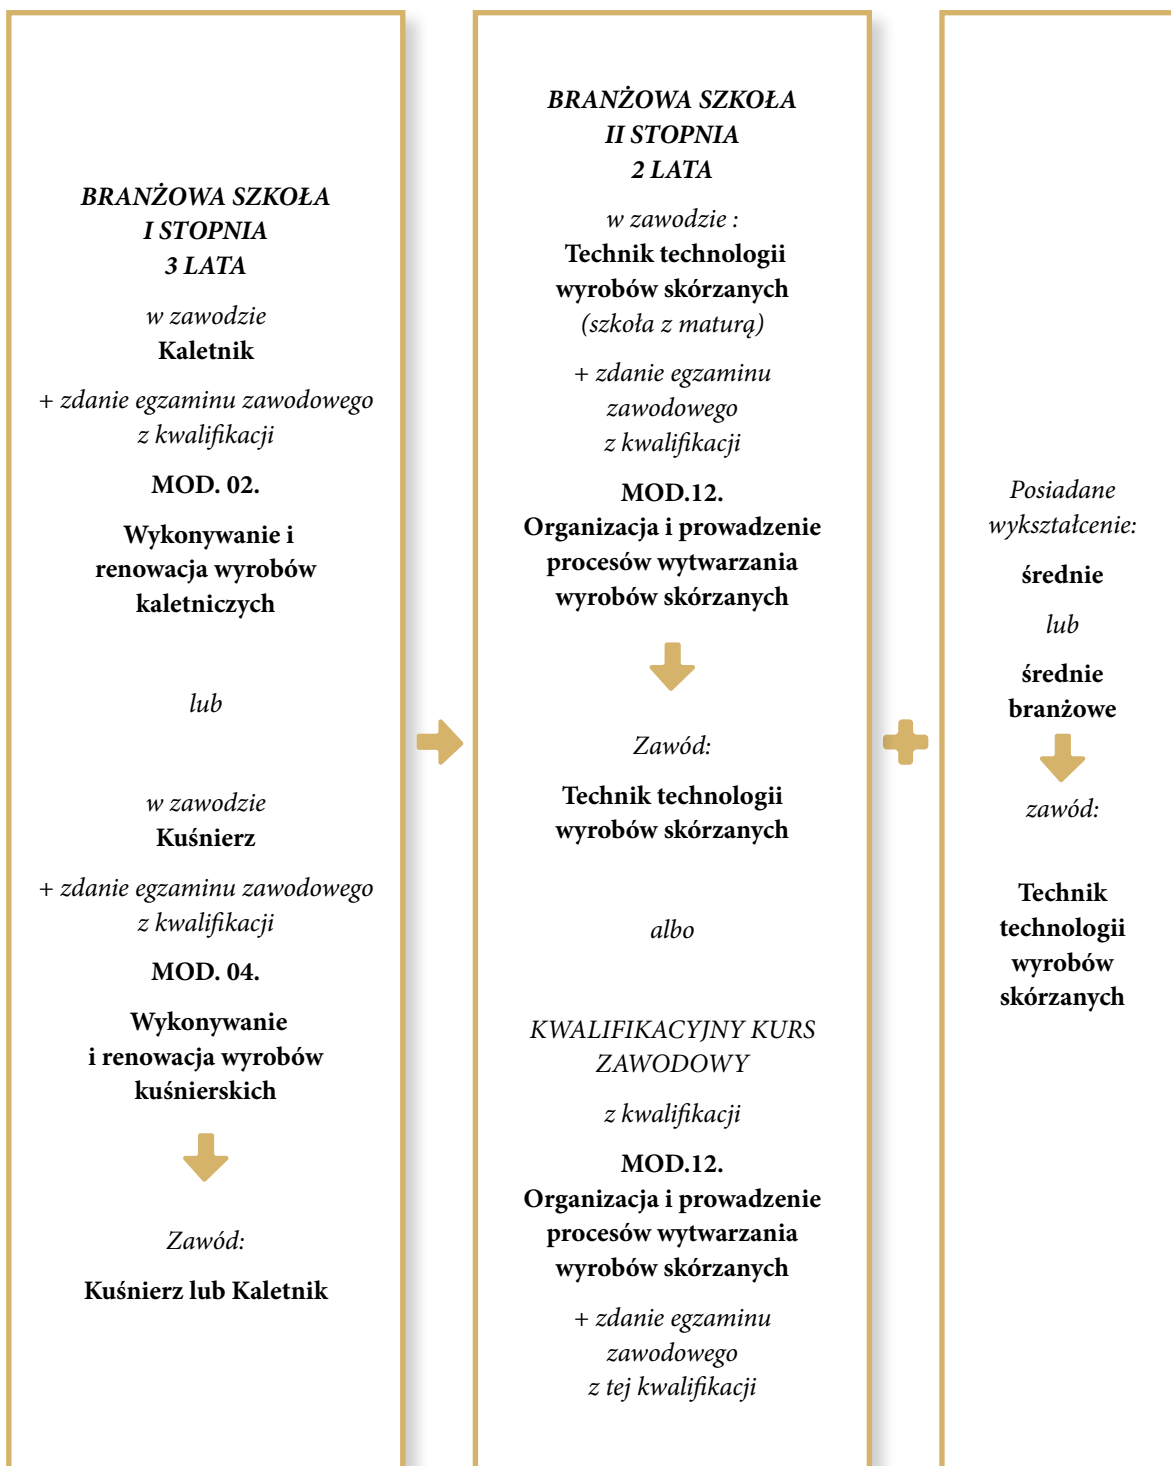 BRANŻOWA SZKOŁA
I STOPNIA
3 LATA
w zawodzie
Kaletnik
+ zdanie egzaminu zawodowego
z kwalifikacji
MOD. 02.
Wykonywanie i
renowacja wyrobów
kaletniczych
lub
w zawodzie
Kuśnierz
+ zdanie egzaminu zawodowego
z kwalifikacji
MOD. 04.
Wykonywanie
i renowacja wyrobów
kuśnierskich
Zawód:
Kuśnierz lub Kaletnik
BRANŻOWA SZKOŁA
II STOPNIA
2 LATA
w zawodzie :
Technik technologii
wyrobów skórzanych
(szkoła z maturą)
+ zdanie egzaminu
zawodowego
z kwalifikacji
MOD.12.
Organizacja i prowadzenie
procesów wytwarzania
wyrobów skórzanych
Zawód:
Technik technologii
wyrobów skórzanych
albo
KWALIFIKACYJNY KURS
ZAWODOWY
z kwalifikacji
MOD.12.
Organizacja i prowadzenie
procesów wytwarzania
wyrobów skórzanych
+ zdanie egzaminu
zawodowego
z tej kwalifikacji
Posiadane
wykształcenie:
średnie
lub
średnie
branżowe
zawód:
Technik
technologii
wyrobów
skórzanych